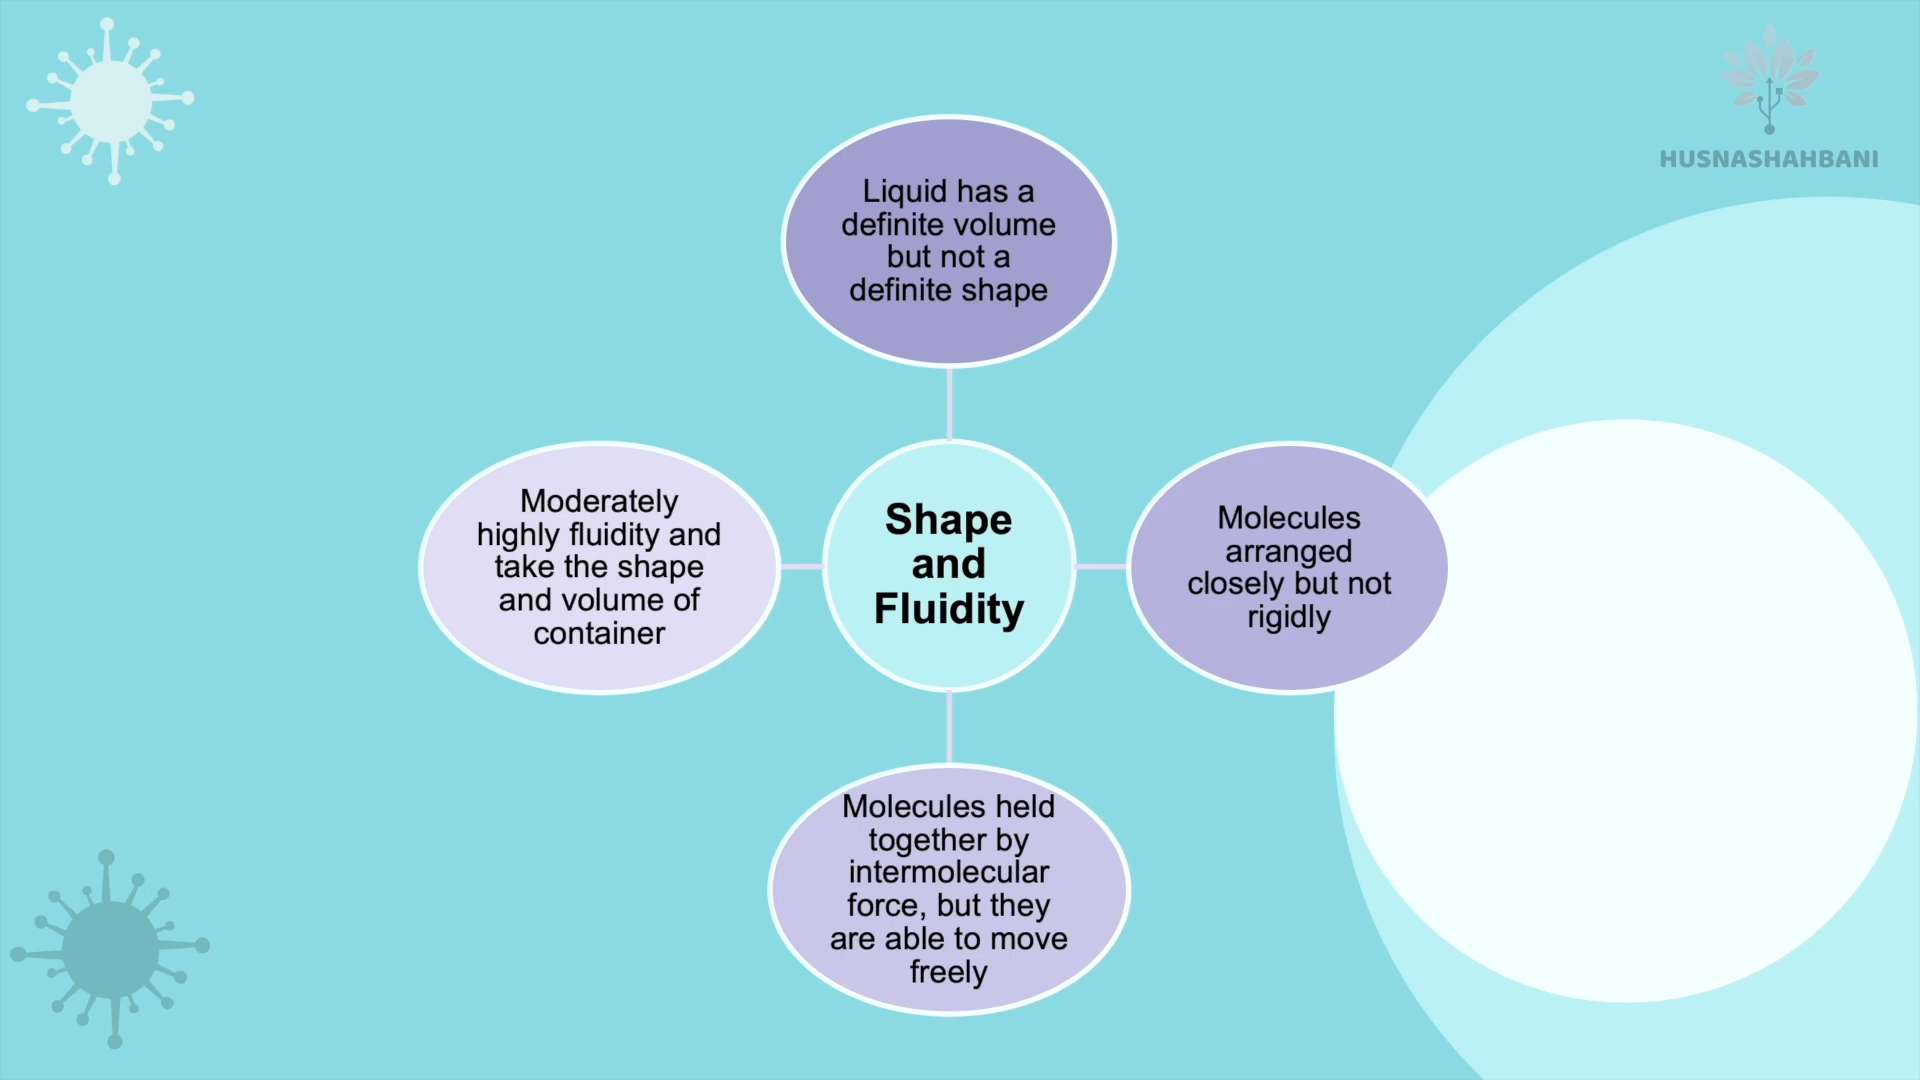 HUSNASHAHBANI
Liquid has a
definite volume
but not a
definite shape
Moderately
highly fluidity and
take the shape
and volume of
container
Shape
and
Fluidity
Molecules
arranged
closely but not
rigidly
Molecules held
together by
intermolecular
force, but they
are able to move
freely